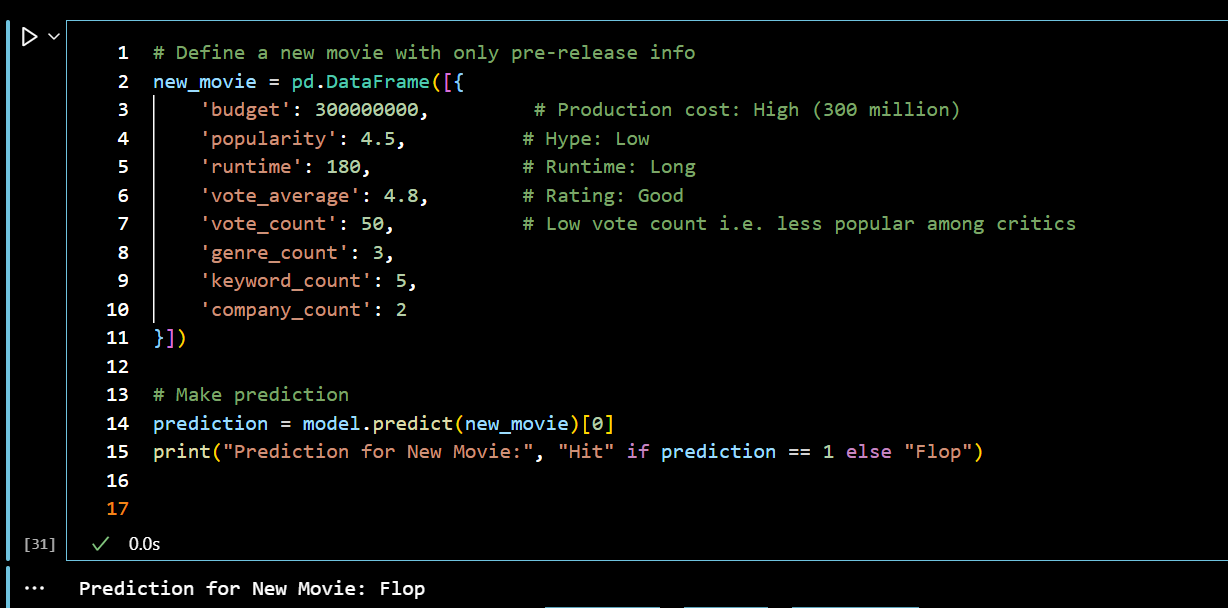 1 # Define a new movie with only pre-release info
2 new_movie = pd.DataFrame([{
3 'budget': 300000000, # Production cost: High (300 million)
4 'popularity': 4.5, # Hype: Low
5 'runtime': 180, # Runtime: Long
6 'vote_average': 4.8, # Rating: Good
7 'vote_count': 50, # Low vote count i.e. less popular among critics
8 'genre_count': 3,
9 'keyword_count': 5,
10 'company_count': 2
11 }])
12
13 # Make prediction
14 prediction = model.predict(new_movie)[0]
15 print("Prediction for New Movie:", "Hit" if prediction == 1 else "Flop")
16
17
[31] 0.0s
... Prediction for New Movie: Flop